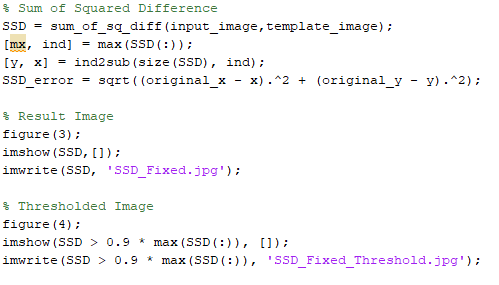 % Sum of Squared Difference
SSD = sum_of_sq_diff(input_image,template_image);
[mx, ind] = max(SSD(:));
[y, x] = ind2sub(size(SSD), ind);
SSD_error = sqrt((original_x - x).^2 + (original_y - y).^2);
% Result Image
figure(3);
imshow(SSD,[]);
imwrite(SSD, 'SSD_Fixed.jpg');
% Thresholded Image
figure(4);
imshow(SSD > 0.9 * max(SSD(:)), []);
imwrite(SSD > 0.9 * max(SSD(:)), 'SSD_Fixed_Threshold.jpg');